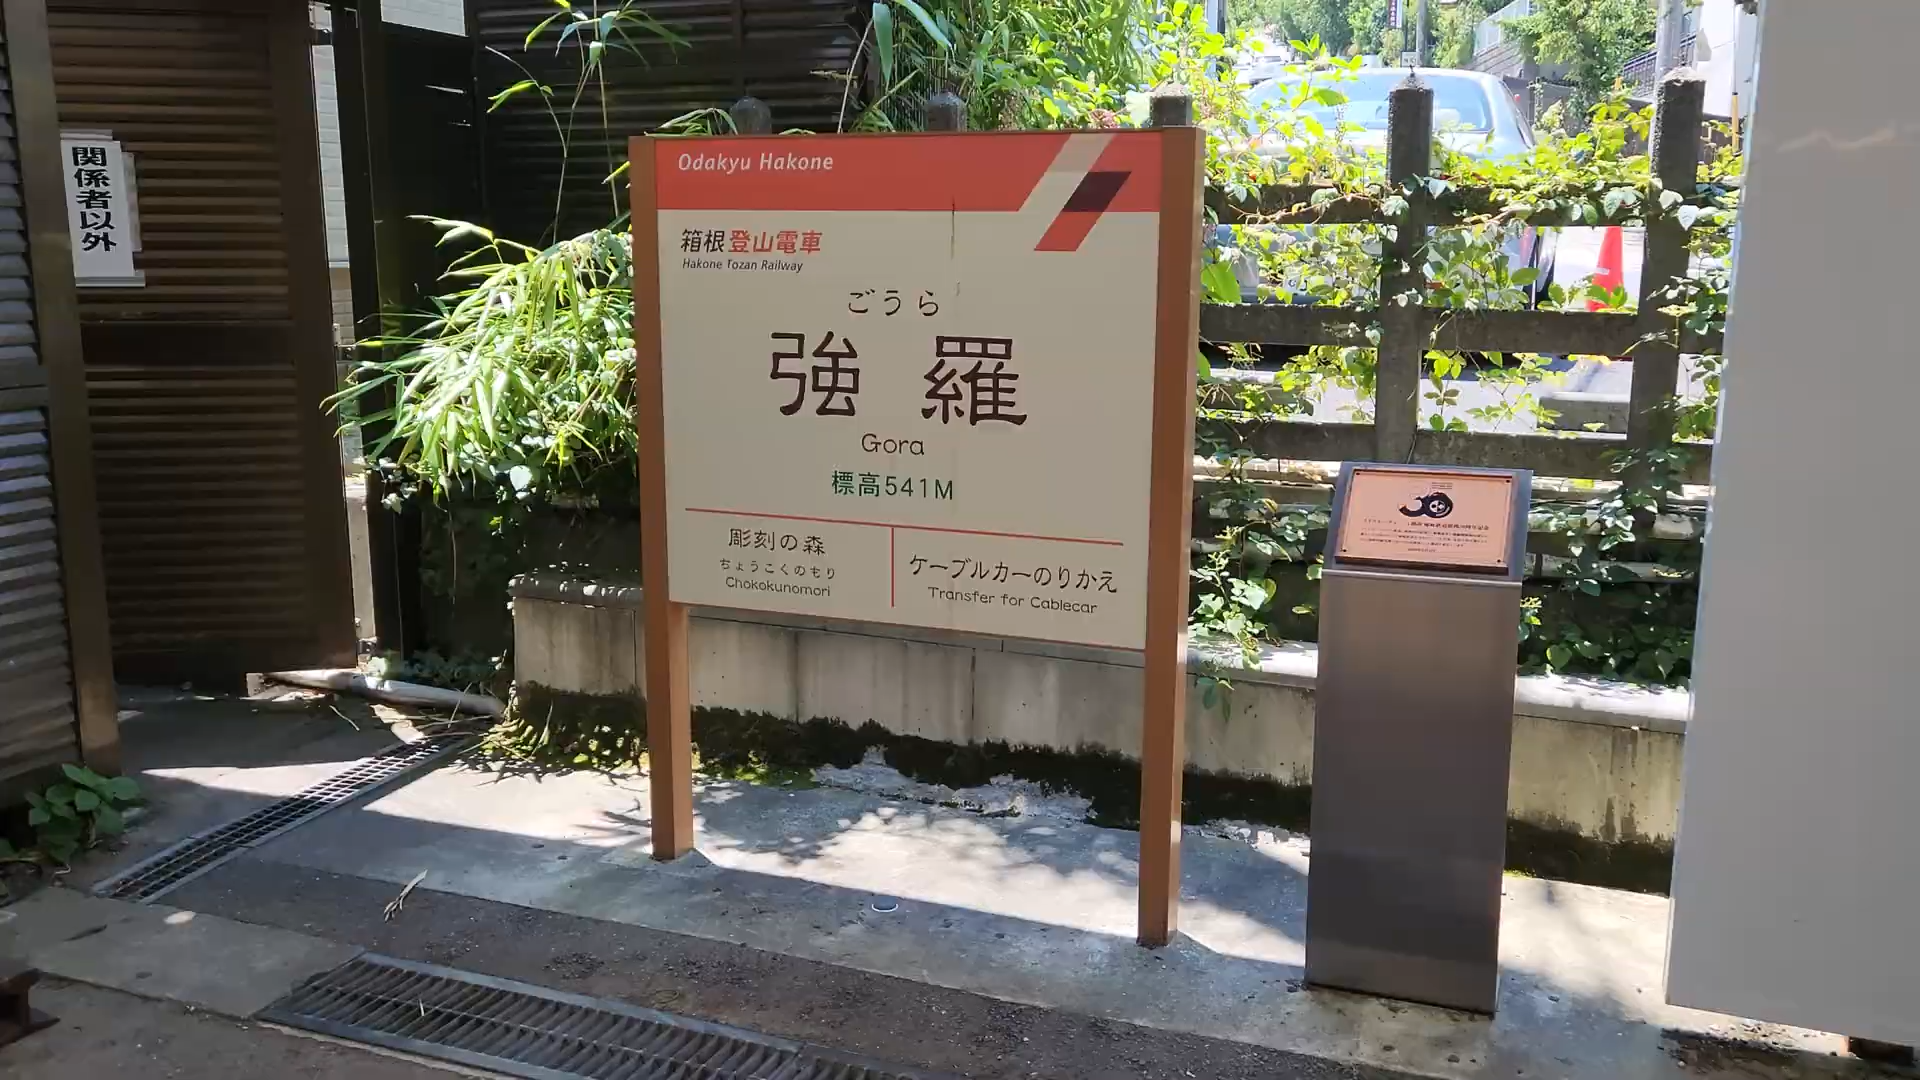 関係者以外
Odakyu Hakone
箱根登山電車
Hakone Tozan Railway
ごうら
強羅
Gora
標高541M
彫刻の森
ちょうこくのもり
Chokokunomori
ケーブルカーのりかえ
Transfer for Cablecar
30